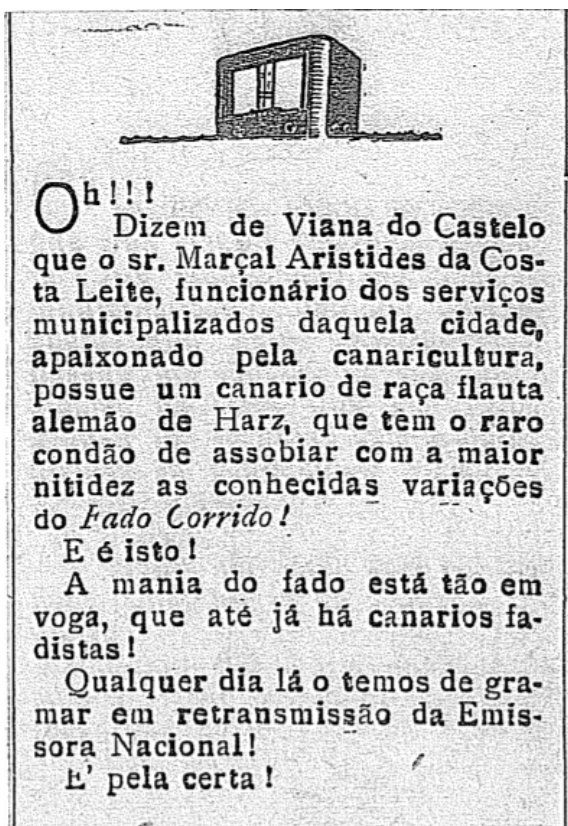 Oh!!!
Dizem de Viana do Castelo
que o sr. Marçal Aristides da Cos-
ta Leite, funcionário dos serviços
municipalizados daquela cidade,
apaixonado pela canaricultura,
possue um canario de raça flauta
alemão de Harz, que tem o raro
condão de assobiar com a maior
nitidez as conhecidas variações
do Fado Corrido!
E é isto!
A mania do fado está tão em
voga, que até já há canarios fa-
distas!
Qualquer dia lá o temos de gra-
mar em retransmissão da Emis-
sora Nacional!
E' pela certa!